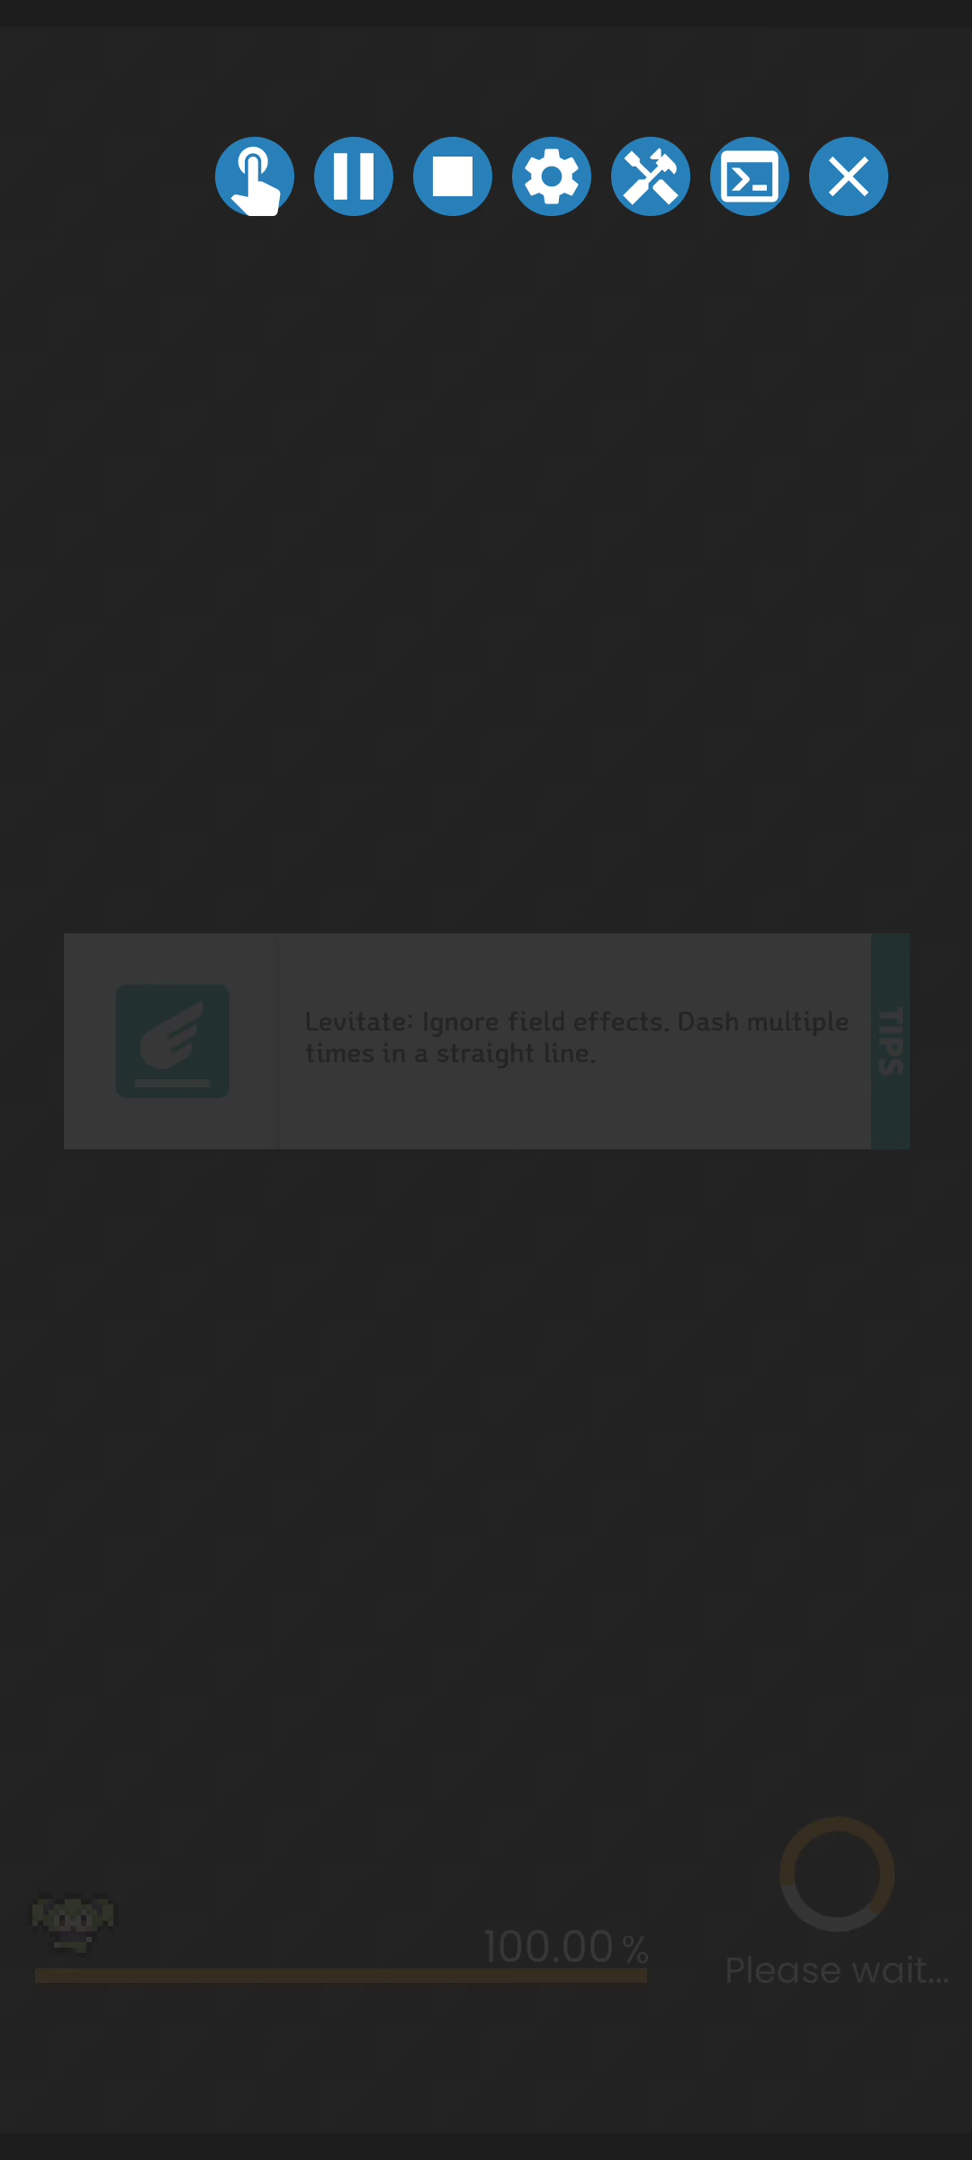 Levitate: Ignore field effects. Dash multiple
times in a straight line.
TIPS
100.00 %
Please wait...